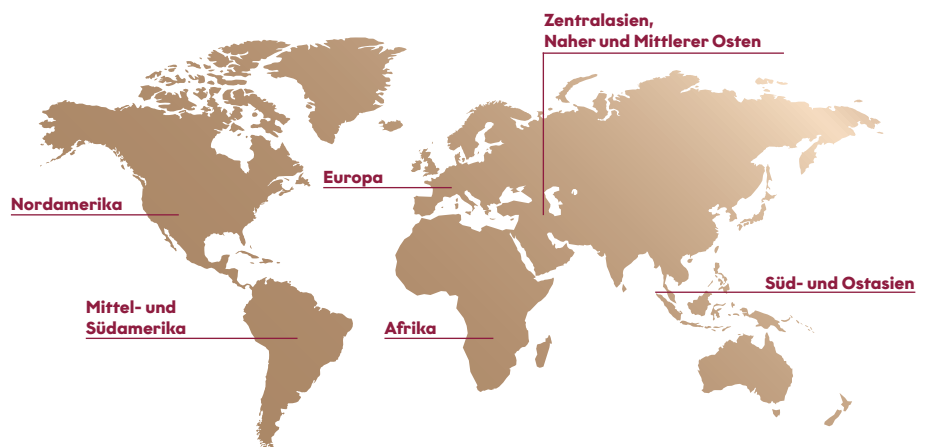 Zentralasien,
Naher und Mittlerer Osten
Europa
Nordamerika
Süd- und Ostasien
Mittel- und
Südamerika
Afrika